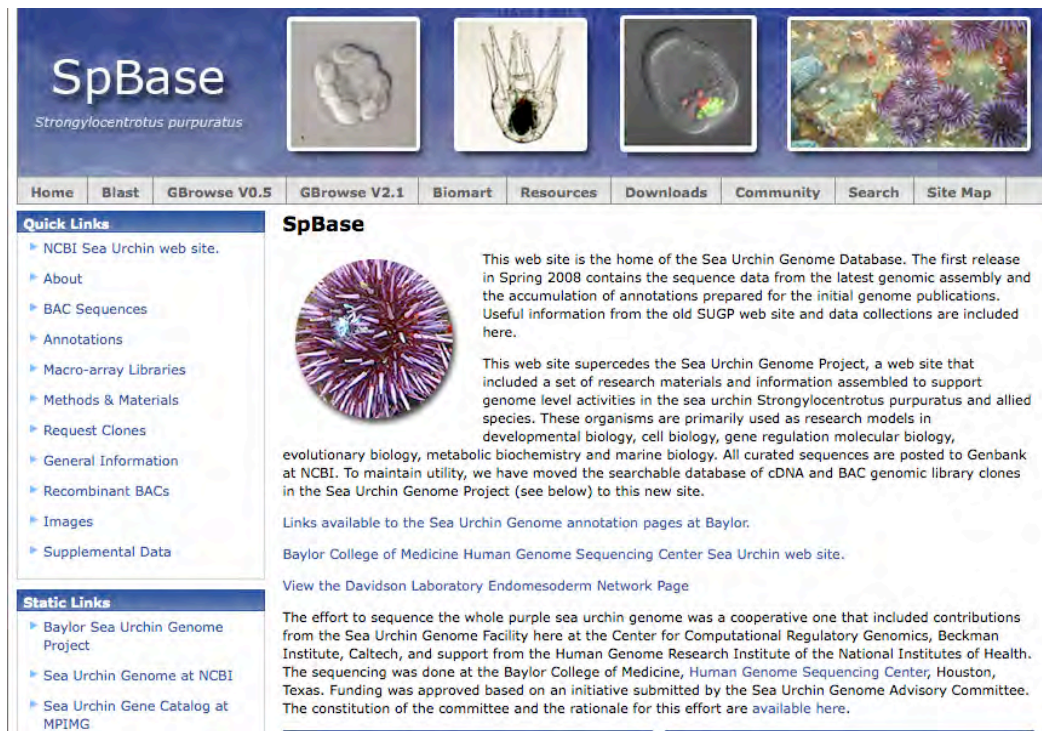 SpBase
Strongylocentrotus purpuratus
Home Blast GBrowse V0.5 GBrowse V2.1 Biomart Resources Downloads Community Search Site Map
Quick Links
NCBI Sea Urchin web site.
About
BAC Sequences
Annotations
Macro-array Libraries
Methods & Materials
Request Clones
General Information
Recombinant BACs
Images
Supplemental Data
Static Links
Baylor Sea Urchin Genome
Project
Sea Urchin Genome at NCBI
Sea Urchin Gene Catalog at
MPIMG
SpBase
This web site is the home of the Sea Urchin Genome Database. The first release
in Spring 2008 contains the sequence data from the latest genomic assembly and
the accumulation of annotations prepared for the initial genome publications.
Useful information from the old SUGP web site and data collections are included
here.
This web site supercedes the Sea Urchin Genome Project, a web site that
included a set of research materials and information assembled to support
genome level activities in the sea urchin Strongylocentrotus purpuratus and allied
species. These organisms are primarily used as research models in
developmental biology, cell biology, gene regulation molecular biology,
evolutionary biology, metabolic biochemistry and marine biology. All curated sequences are posted to Genbank
at NCBI. To maintain utility, we have moved the searchable database of cDNA and BAC genomic library clones
in the Sea Urchin Genome Project (see below) to this new site.
Links available to the Sea Urchin Genome annotation pages at Baylor.
Baylor College of Medicine Human Genome Sequencing Center Sea Urchin web site.
View the Davidson Laboratory Endomesoderm Network Page
The effort to sequence the whole purple sea urchin genome was a cooperative one that included contributions
from the Sea Urchin Genome Facility here at the Center for Computational Regulatory Genomics, Beckman
Institute, Caltech, and support from the Human Genome Research Institute of the National Institutes of Health.
The sequencing was done at the Baylor College of Medicine, Human Genome Sequencing Center, Houston,
Texas. Funding was approved based on an initiative submitted by the Sea Urchin Genome Advisory Committee.
The constitution of the committee and the rationale for this effort are available here.